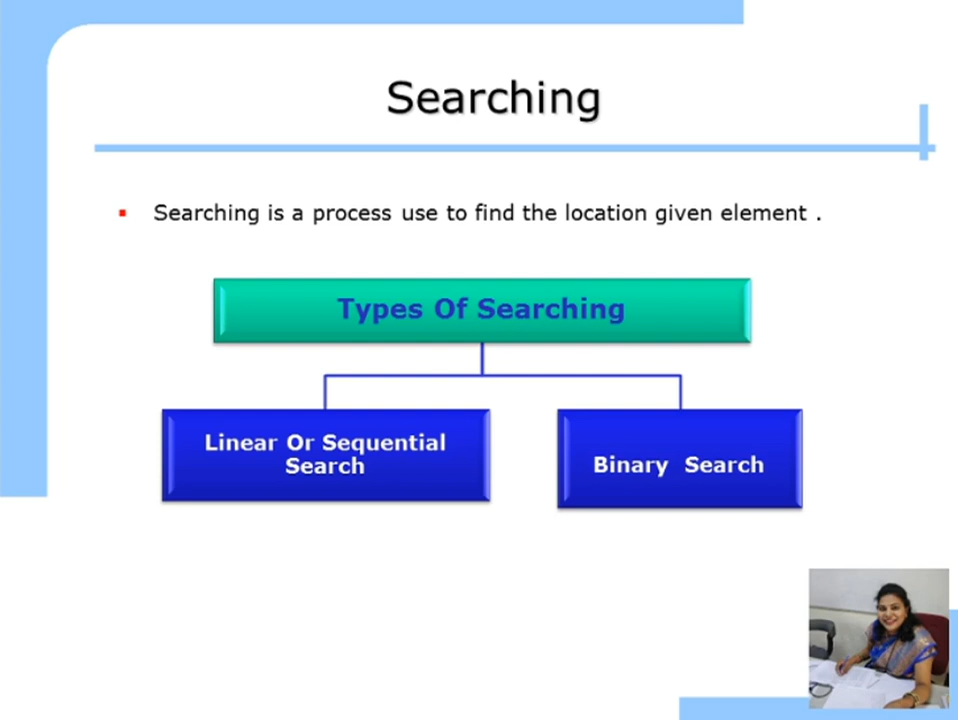 Searching
▪ Searching is a process use to find the location given element .
Types Of Searching
Linear Or Sequential
Search
Binary Search